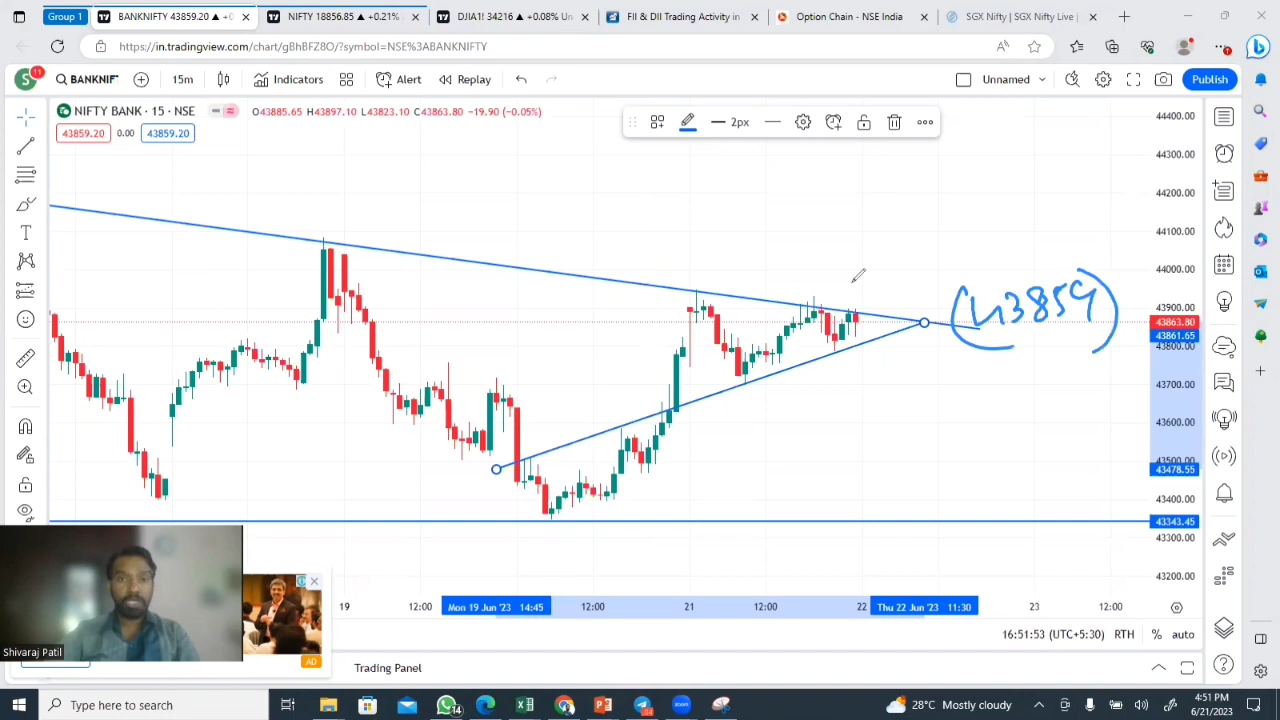 Group 1
BANKNIFTY 43859.20 ▲ +0
NIFTY 18856.85 ▲ +0.21%
DJIA 34218 ▲ +0.08% Un
FII & DII Trading Activity in
Option Chain - NSE India
SGX Nifty | SGX Nifty Live
https://in.tradingview.com/chart/gBhBFZ8O/?symbol=NSE%3ABANKNIFTY
S 11
BANKNIF
15m
Indicators
Alert
Replay
Unnamed
Publish
NIFTY BANK · 15 · NSE
O43885.65 H43897.10 L43823.10 C43863.80 −19.90 (−0.05%)
43859.20 0.00 43859.20
2px
44400.00
44300.00
44200.00
44100.00
44000.00
43900.00
43863.80
43861.65
43800.00
43700.00
43600.00
43500.00
43478.55
43400.00
43343.45
43300.00
43200.00
(43859)
19
12:00
Mon 19 Jun '23 14:45
12:00
21
12:00
22
Thu 22 Jun '23 11:30
23
12:00
16:51:53 (UTC+5:30)
RTH
%
auto
Shivaraj Patil
AD
Trading Panel
Type here to search
28°C Mostly cloudy
4:51 PM
6/21/2023